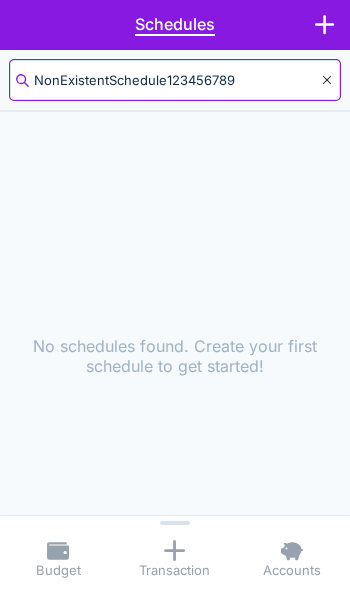 Schedules
NonExistentSchedule123456789
No schedules found. Create your first
schedule to get started!
Budget
Transaction
Accounts